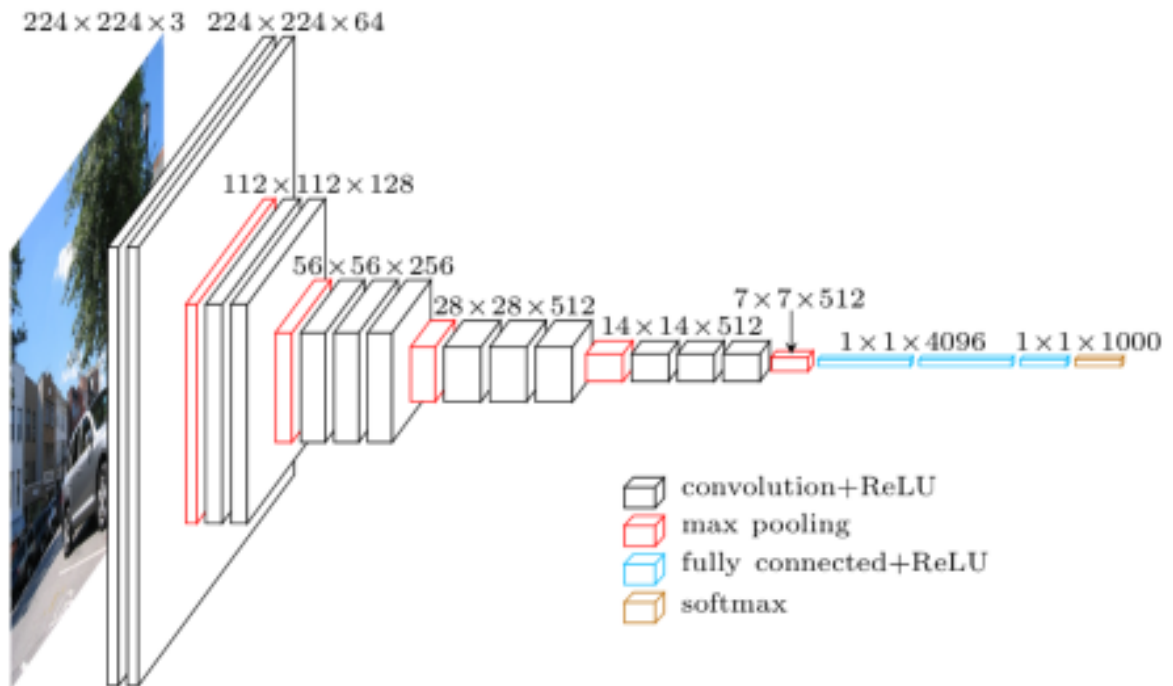 224×224×3
224×224×64
112×112×128
56×56×256
28×28×512
14×14×512
7×7×512
1×1×4096
1×1×1000
convolution+ReLU
max pooling
fully connected+ReLU
softmax